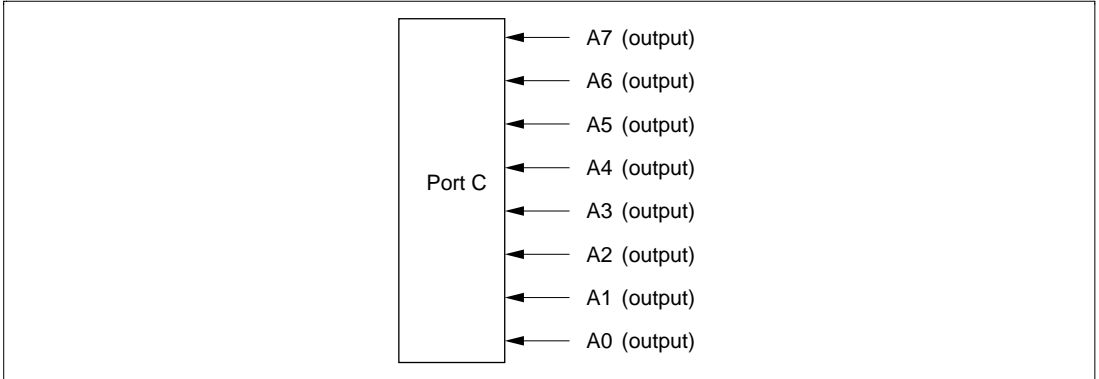 A7 (output)
A6 (output)
A5 (output)
A4 (output)
Port C
A3 (output)
A2 (output)
A1 (output)
A0 (output)